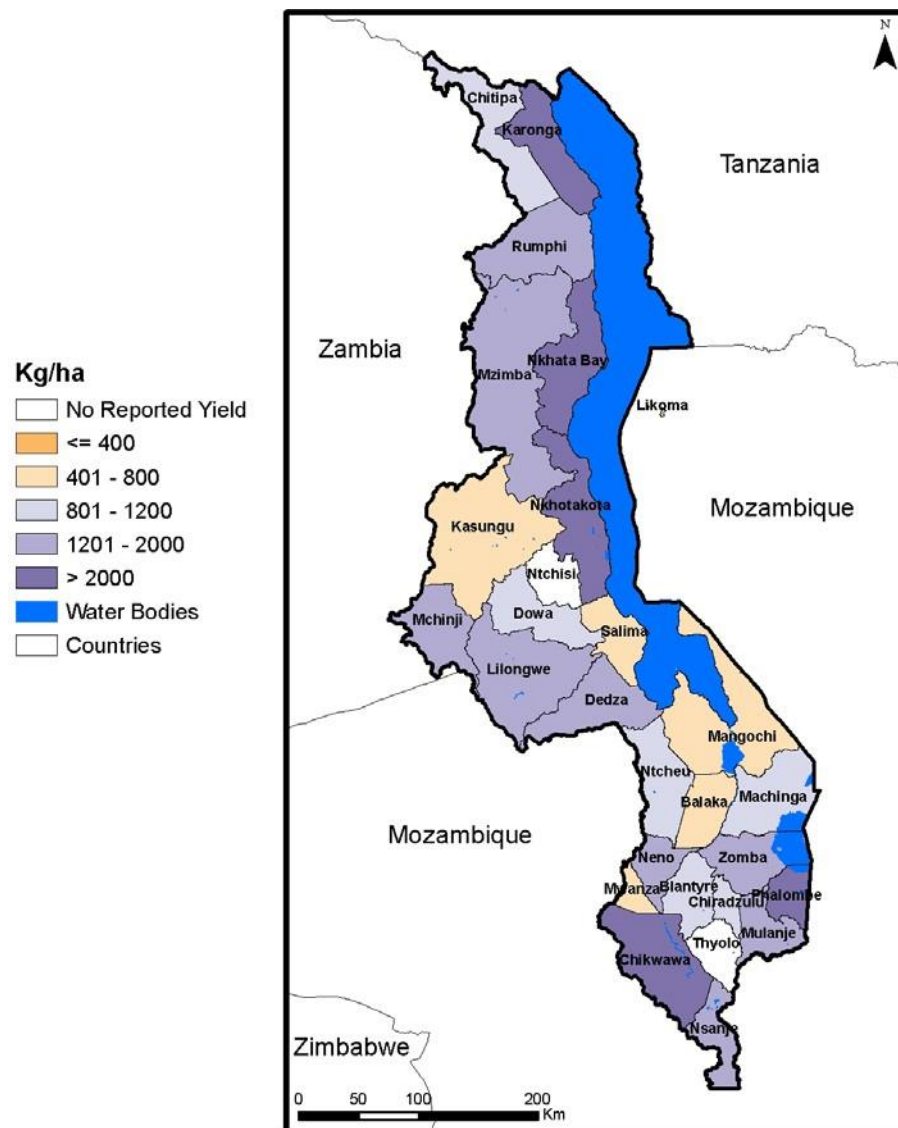 N
Chitipa
Karonga
Tanzania
Rumphi
Zambia
Nkhata Bay
Mzimba
Kg/ha
No Reported Yield
<= 400
401 - 800
801 - 1200
1201 - 2000
> 2000
Water Bodies
Countries
Likoma
Mozambique
Nkhotakota
Kasungu
Ntchisi
Dowa
Mchinji
Salima
Lilongwe
Dedza
Mangochi
Ntcheu
Balaka
Machinga
Mozambique
Neno
Zomba
Mwanza
Blantyre
Phalombe
Chiradzulu
Mulanje
Thyolo
Chikwawa
Nsanje
Zimbabwe
0 50 100 200
Km